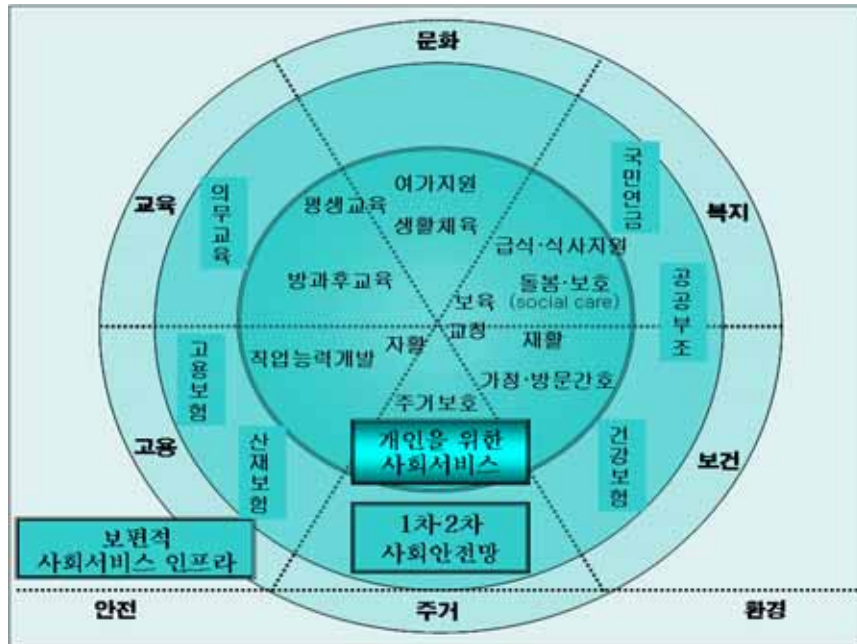 문화
교육
복지
의무교육
국민연금
여가지원
평생교육
생활체육
급식·식사지원
방과후교육
돌봄·보호
(social care)
보육
공공부조
교정
자활
재활
직업능력개발
고용보험
가정·방문간호
주거보호
고용
산재보험
개인을 위한
사회서비스
건강보험
보건
보편적
사회서비스 인프라
1차·2차
사회안전망
안전
주거
환경